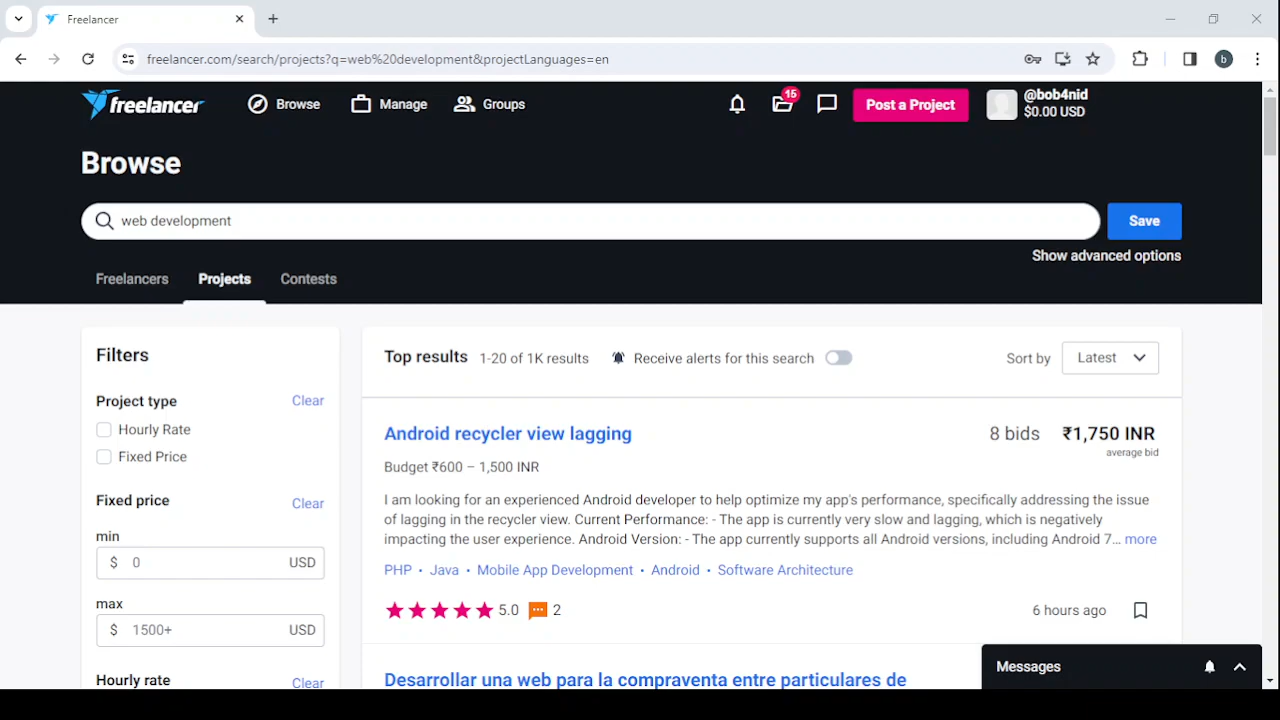 Freelancer
freelancer.com/search/projects?q=web%20development&projectLanguages=en
b
freelancer
Browse
Manage
Groups
15
Post a Project
@bob4nid
$0.00 USD
Browse
web development
Save
Show advanced options
Freelancers
Projects
Contests
Filters
Project type
Clear
Hourly Rate
Fixed Price
Fixed price
Clear
min
$ 0 USD
max
$ 1500+ USD
Hourly rate
Clear
Top results
1-20 of 1K results
Receive alerts for this search
Sort by
Latest
Android recycler view lagging
8 bids
₹1,750 INR
average bid
Budget ₹600 – 1,500 INR
I am looking for an experienced Android developer to help optimize my app's performance, specifically addressing the issue
of lagging in the recycler view. Current Performance: - The app is currently very slow and lagging, which is negatively
impacting the user experience. Android Version: - The app currently supports all Android versions, including Android 7... more
PHP • Java • Mobile App Development • Android • Software Architecture
5.0
2
6 hours ago
Desarrollar una web para la compraventa entre particulares de
Messages